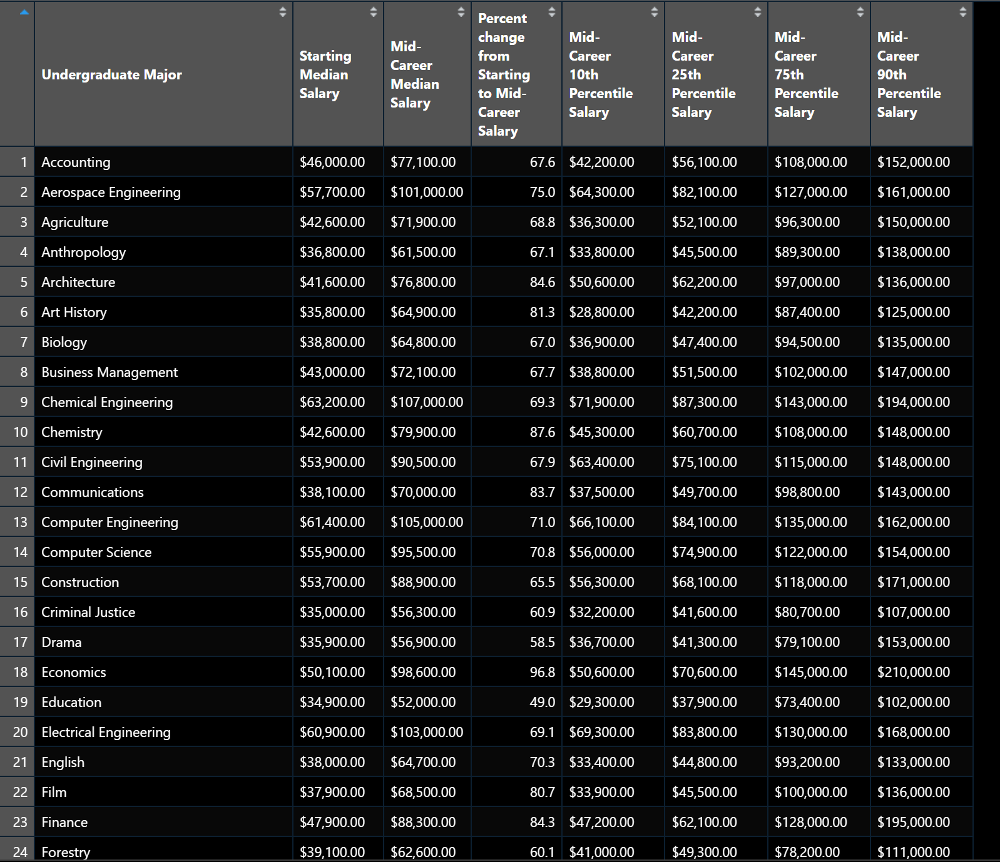 Undergraduate Major Starting Median Salary Mid-Career Median Salary Percent change from Starting to Mid-Career Salary Mid-Career 10th Percentile Salary Mid-Career 25th Percentile Salary Mid-Career 75th Percentile Salary Mid-Career 90th Percentile Salary
1 Accounting $46,000.00 $77,100.00 67.6 $42,200.00 $56,100.00 $108,000.00 $152,000.00
2 Aerospace Engineering $57,700.00 $101,000.00 75.0 $64,300.00 $82,100.00 $127,000.00 $161,000.00
3 Agriculture $42,600.00 $71,900.00 68.8 $36,300.00 $52,100.00 $96,300.00 $150,000.00
4 Anthropology $36,800.00 $61,500.00 67.1 $33,800.00 $45,500.00 $89,300.00 $138,000.00
5 Architecture $41,600.00 $76,800.00 84.6 $50,600.00 $62,200.00 $97,000.00 $136,000.00
6 Art History $35,800.00 $64,900.00 81.3 $28,800.00 $42,200.00 $87,400.00 $125,000.00
7 Biology $38,800.00 $64,800.00 67.0 $36,900.00 $47,400.00 $94,500.00 $135,000.00
8 Business Management $43,000.00 $72,100.00 67.7 $38,800.00 $51,500.00 $102,000.00 $147,000.00
9 Chemical Engineering $63,200.00 $107,000.00 69.3 $71,900.00 $87,300.00 $143,000.00 $194,000.00
10 Chemistry $42,600.00 $79,900.00 87.6 $45,300.00 $60,700.00 $108,000.00 $148,000.00
11 Civil Engineering $53,900.00 $90,500.00 67.9 $63,400.00 $75,100.00 $115,000.00 $148,000.00
12 Communications $38,100.00 $70,000.00 83.7 $37,500.00 $49,700.00 $98,800.00 $143,000.00
13 Computer Engineering $61,400.00 $105,000.00 71.0 $66,100.00 $84,100.00 $135,000.00 $162,000.00
14 Computer Science $55,900.00 $95,500.00 70.8 $56,000.00 $74,900.00 $122,000.00 $154,000.00
15 Construction $53,700.00 $88,900.00 65.5 $56,300.00 $68,100.00 $118,000.00 $171,000.00
16 Criminal Justice $35,000.00 $56,300.00 60.9 $32,200.00 $41,600.00 $80,700.00 $107,000.00
17 Drama $35,900.00 $56,900.00 58.5 $36,700.00 $41,300.00 $79,100.00 $153,000.00
18 Economics $50,100.00 $98,600.00 96.8 $50,600.00 $70,600.00 $145,000.00 $210,000.00
19 Education $34,900.00 $52,000.00 49.0 $29,300.00 $37,900.00 $73,400.00 $102,000.00
20 Electrical Engineering $60,900.00 $103,000.00 69.1 $69,300.00 $83,800.00 $130,000.00 $168,000.00
21 English $38,000.00 $64,700.00 70.3 $33,400.00 $44,800.00 $93,200.00 $133,000.00
22 Film $37,900.00 $68,500.00 80.7 $33,900.00 $45,500.00 $100,000.00 $136,000.00
23 Finance $47,900.00 $88,300.00 84.3 $47,200.00 $62,100.00 $128,000.00 $195,000.00
24 Forestry $39,100.00 $62,600.00 60.1 $41,000.00 $49,300.00 $78,200.00 $111,000.00